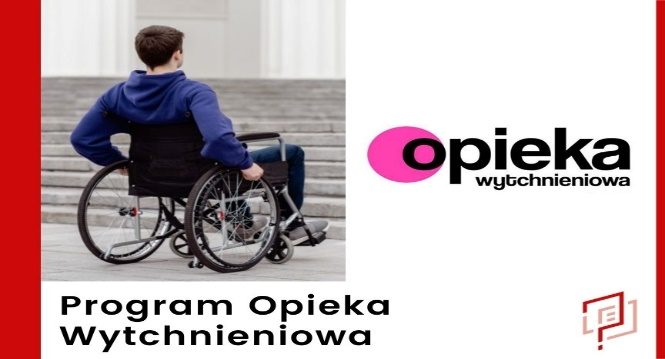 opieka
wytchnieniowa
Program Opieka
Wytchnieniowa